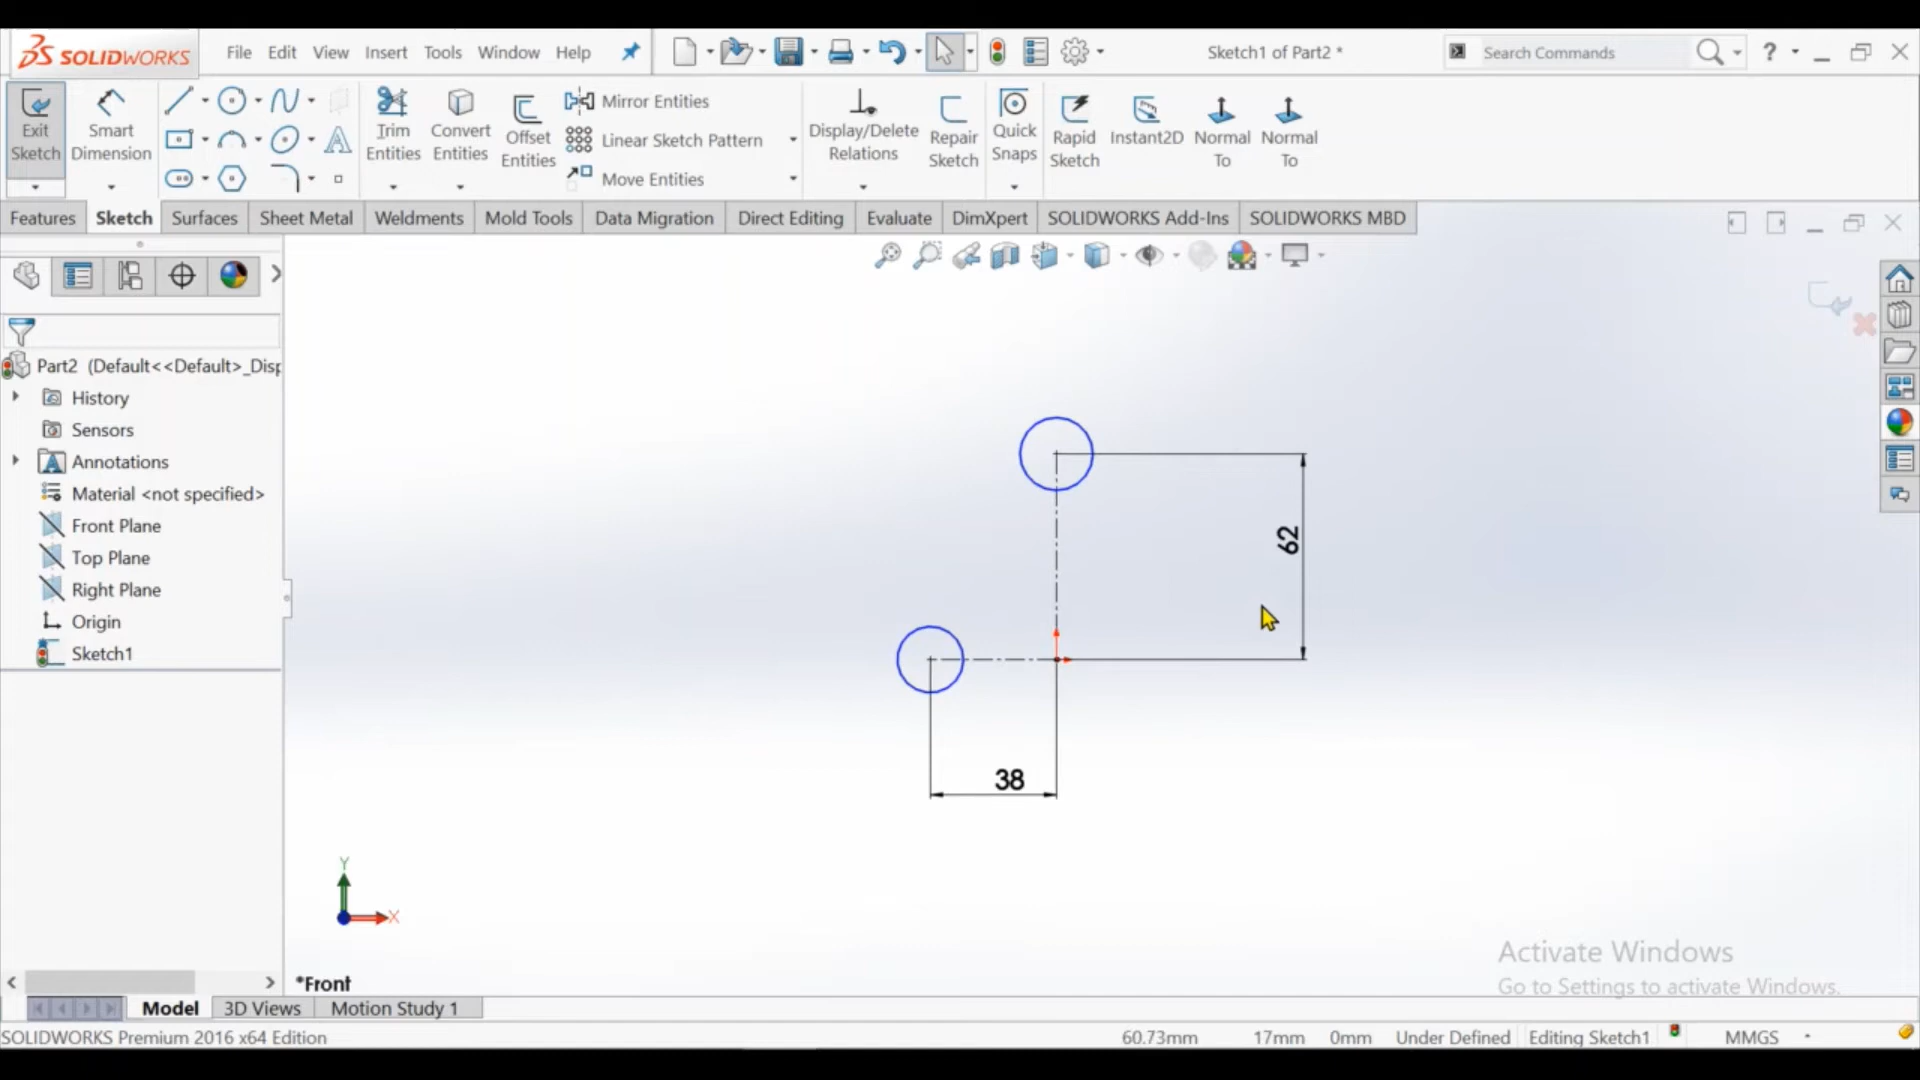 SOLIDWORKS
File Edit View Insert Tools Window Help
Sketch1 of Part2 *
Search Commands
?
Exit Sketch
Smart Dimension
Trim Entities
Convert Entities
Offset Entities
Mirror Entities
Linear Sketch Pattern
Move Entities
Display/Delete Relations
Repair Sketch
Quick Snaps
Rapid Sketch
Instant2D
Normal To
Normal To
Features Sketch Surfaces Sheet Metal Weldments Mold Tools Data Migration Direct Editing Evaluate DimXpert SOLIDWORKS Add-Ins SOLIDWORKS MBD
Part2 (Default<<Default>_Disp
History
Sensors
Annotations
Material <not specified>
Front Plane
Top Plane
Right Plane
Origin
Sketch1
62
38
Y
X
*Front
Activate Windows
Go to Settings to activate Windows.
Model 3D Views Motion Study 1
SOLIDWORKS Premium 2016 x64 Edition
60.73mm 17mm 0mm Under Defined Editing Sketch1 MMGS